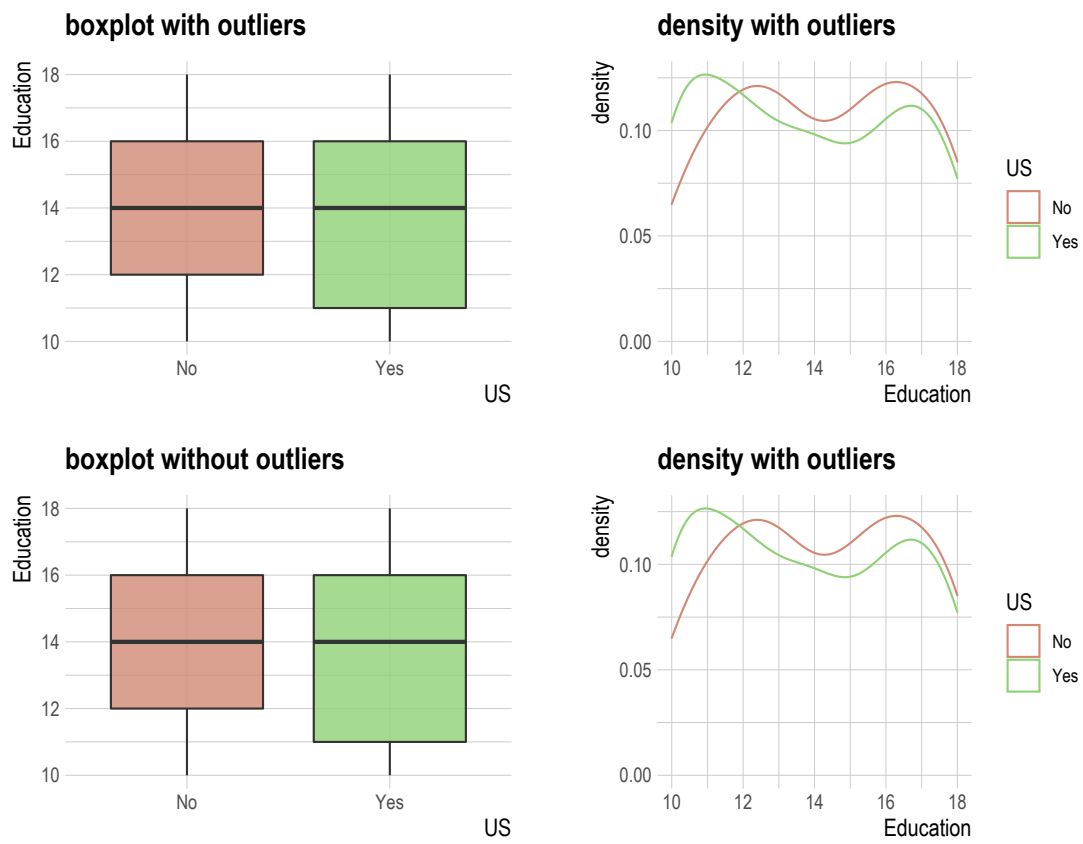 boxplot with outliers
Education
18
16
14
12
10
No Yes
US
density with outliers
density
0.10
0.05
0.00
10 12 14 16 18
Education
US
No
Yes
boxplot without outliers
Education
18
16
14
12
10
No Yes
US
density with outliers
density
0.10
0.05
0.00
10 12 14 16 18
Education
US
No
Yes